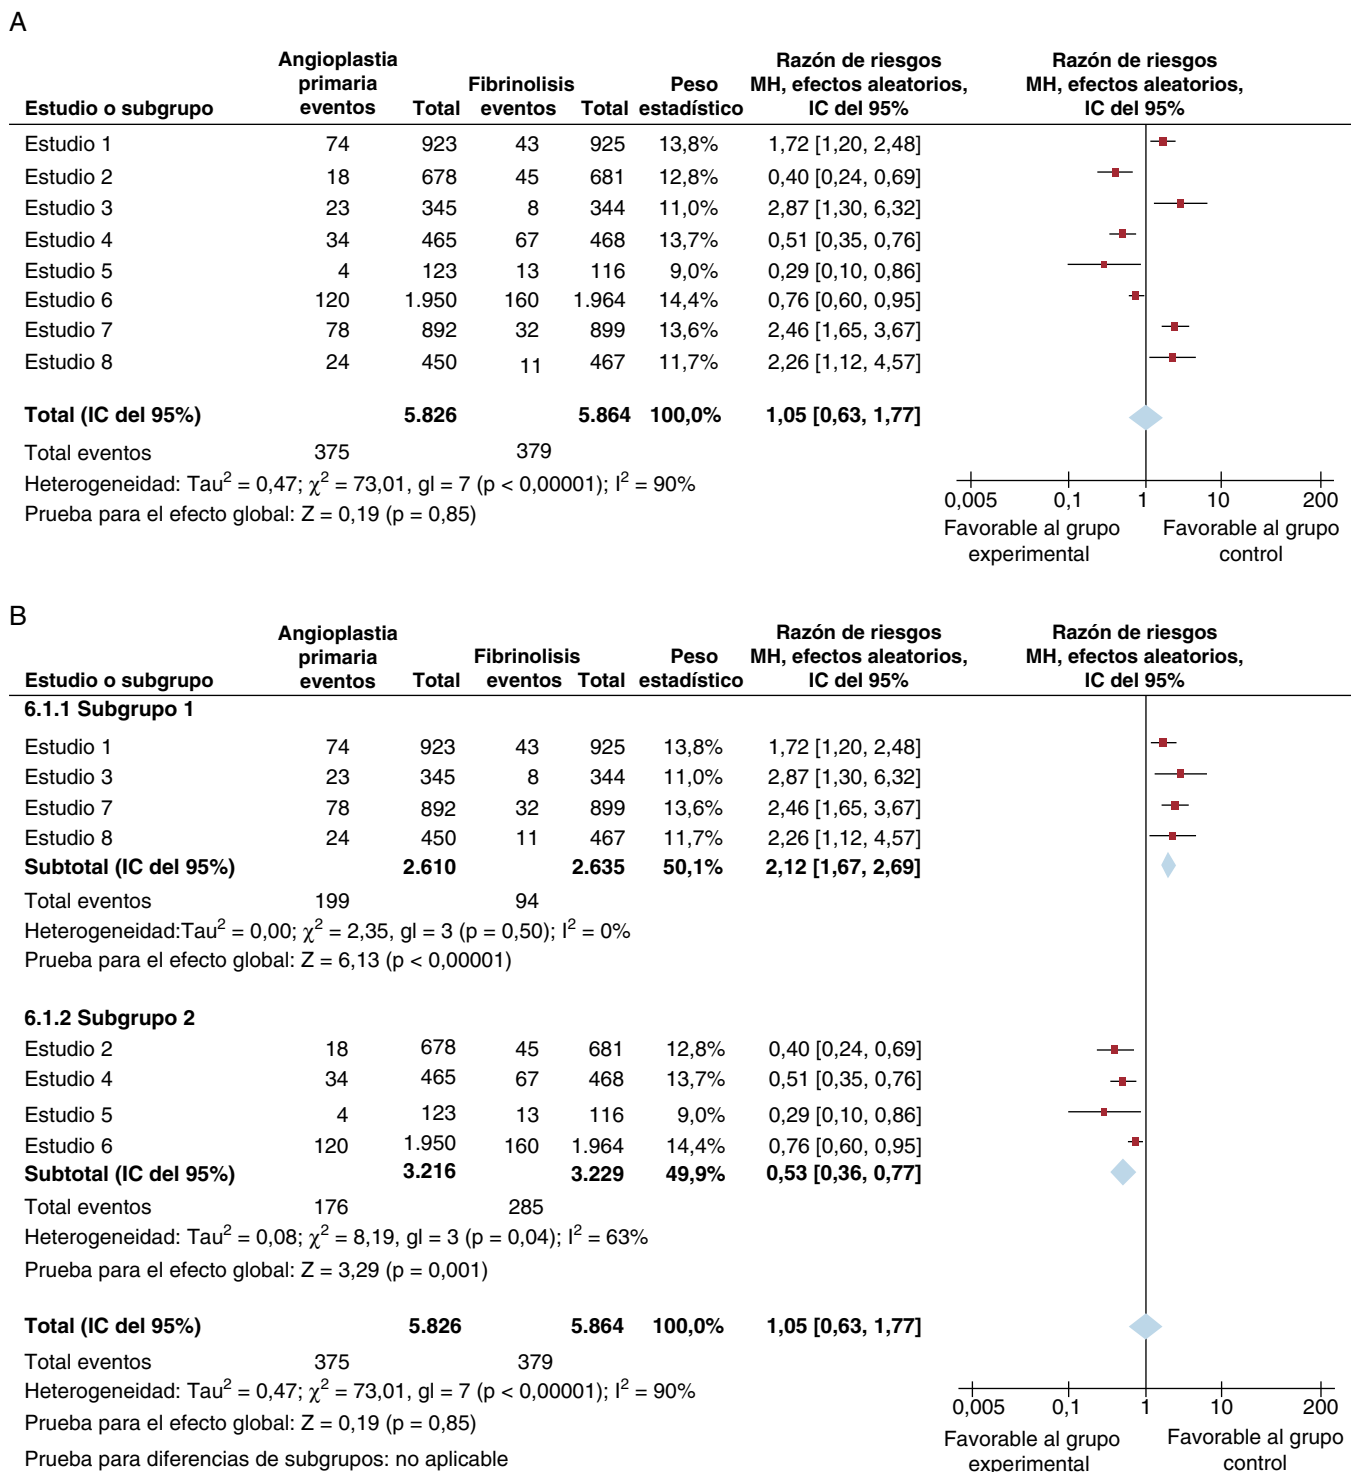 A
Angioplastia primaria eventos Total Fibrinolisis eventos Total Peso estadístico Razón de riesgos MH, efectos aleatorios, IC del 95% Razón de riesgos MH, efectos aleatorios, IC del 95%
Estudio o subgrupo
Estudio 1 74 923 43 925 13,8% 1,72 [1,20, 2,48]
Estudio 2 18 678 45 681 12,8% 0,40 [0,24, 0,69]
Estudio 3 23 345 8 344 11,0% 2,87 [1,30, 6,32]
Estudio 4 34 465 67 468 13,7% 0,51 [0,35, 0,76]
Estudio 5 4 123 13 116 9,0% 0,29 [0,10, 0,86]
Estudio 6 120 1.950 160 1.964 14,4% 0,76 [0,60, 0,95]
Estudio 7 78 892 32 899 13,6% 2,46 [1,65, 3,67]
Estudio 8 24 450 11 467 11,7% 2,26 [1,12, 4,57]
Total (IC del 95%) 5.826 5.864 100,0% 1,05 [0,63, 1,77]
Total eventos 375 379
Heterogeneidad: Tau² = 0,47; χ² = 73,01, gl = 7 (p < 0,00001); I² = 90%
Prueba para el efecto global: Z = 0,19 (p = 0,85)
0,005 0,1 1 10 200
Favorable al grupo experimental Favorable al grupo control
B
Angioplastia primaria eventos Total Fibrinolisis eventos Total Peso estadístico Razón de riesgos MH, efectos aleatorios, IC del 95% Razón de riesgos MH, efectos aleatorios, IC del 95%
Estudio o subgrupo
6.1.1 Subgrupo 1
Estudio 1 74 923 43 925 13,8% 1,72 [1,20, 2,48]
Estudio 3 23 345 8 344 11,0% 2,87 [1,30, 6,32]
Estudio 7 78 892 32 899 13,6% 2,46 [1,65, 3,67]
Estudio 8 24 450 11 467 11,7% 2,26 [1,12, 4,57]
Subtotal (IC del 95%) 2.610 2.635 50,1% 2,12 [1,67, 2,69]
Total eventos 199 94
Heterogeneidad:Tau² = 0,00; χ² = 2,35, gl = 3 (p = 0,50); I² = 0%
Prueba para el efecto global: Z = 6,13 (p < 0,00001)
6.1.2 Subgrupo 2
Estudio 2 18 678 45 681 12,8% 0,40 [0,24, 0,69]
Estudio 4 34 465 67 468 13,7% 0,51 [0,35, 0,76]
Estudio 5 4 123 13 116 9,0% 0,29 [0,10, 0,86]
Estudio 6 120 1.950 160 1.964 14,4% 0,76 [0,60, 0,95]
Subtotal (IC del 95%) 3.216 3.229 49,9% 0,53 [0,36, 0,77]
Total eventos 176 285
Heterogeneidad: Tau² = 0,08; χ² = 8,19, gl = 3 (p = 0,04); I² = 63%
Prueba para el efecto global: Z = 3,29 (p = 0,001)
Total (IC del 95%) 5.826 5.864 100,0% 1,05 [0,63, 1,77]
Total eventos 375 379
Heterogeneidad: Tau² = 0,47; χ² = 73,01, gl = 7 (p < 0,00001); I² = 90%
Prueba para el efecto global: Z = 0,19 (p = 0,85)
Prueba para diferencias de subgrupos: no aplicable
0,005 0,1 1 10 200
Favorable al grupo experimental Favorable al grupo control